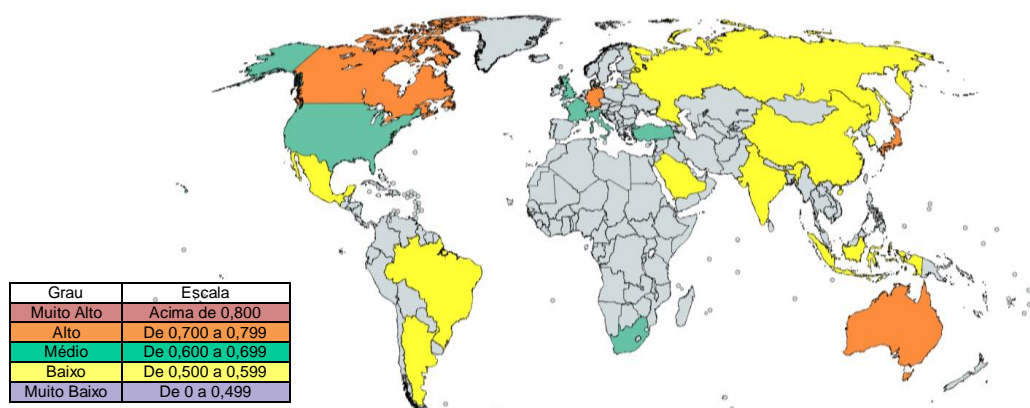 Grau Escala
Muito Alto Acima de 0,800
Alto De 0,700 a 0,799
Médio De 0,600 a 0,699
Baixo De 0,500 a 0,599
Muito Baixo De 0 a 0,499